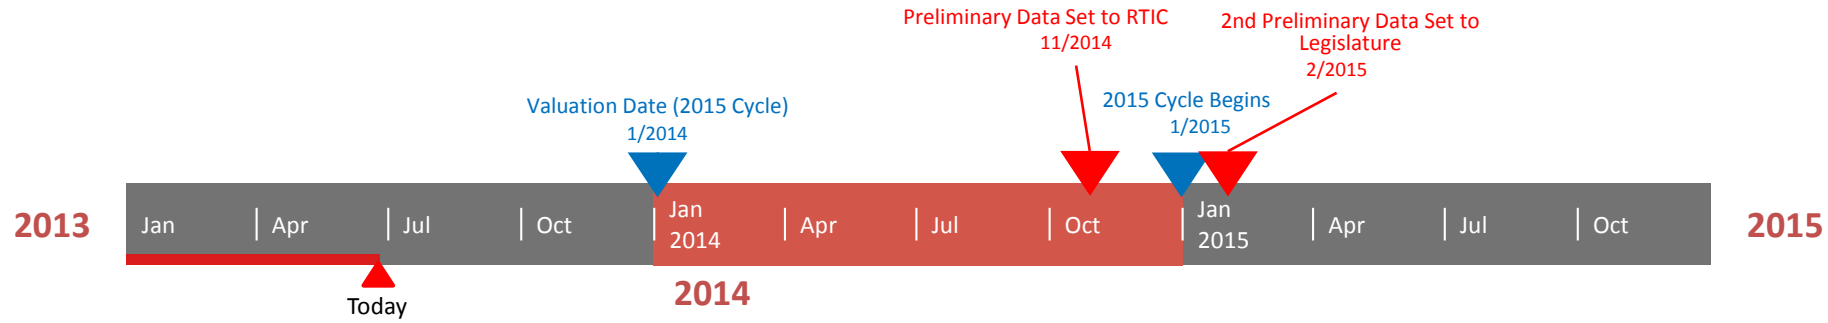 Preliminary Data Set to RTIC
11/2014
2nd Preliminary Data Set to
Legislature
2/2015
Valuation Date (2015 Cycle)
1/2014
2015 Cycle Begins
1/2015
2013
Jan
Apr
Jul
Oct
Jan
2014
Apr
Jul
Oct
Jan
2015
Apr
Jul
Oct
2015
2014
Today